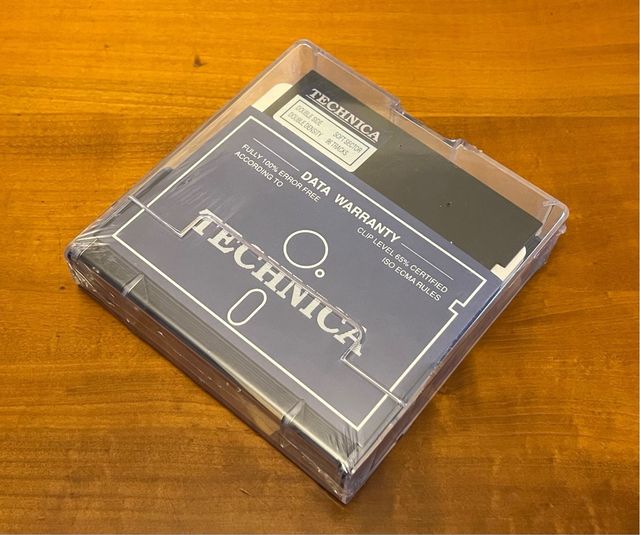 TECHNICA
DOUBLE SIDE SOFT SECTOR
DOUBLE DENSITY 96 TRACKS
DATA WARRANTY
FULLY 100% ERROR FREE
ACCORDING TO
CLIP LEVEL 65% CERTIFIED
ISO ECMA RULES
TECHNICA